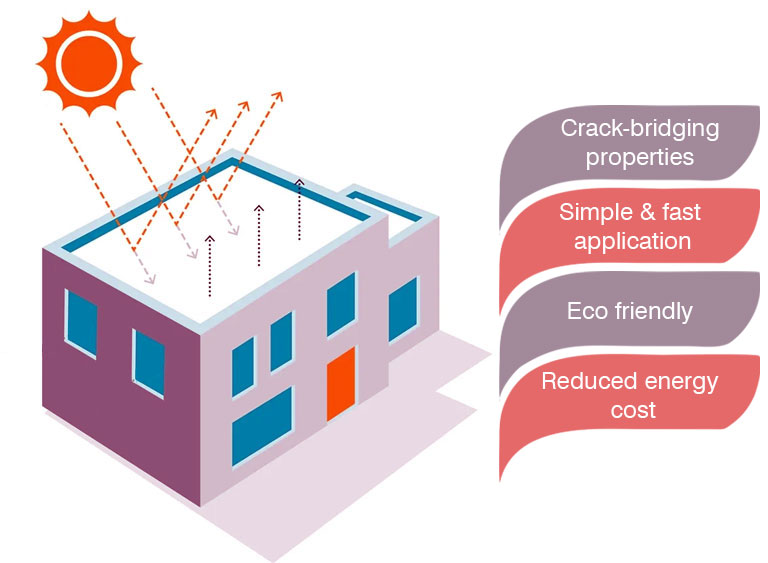 Crack-bridging
properties
Simple & fast
application
Eco friendly
Reduced energy
cost